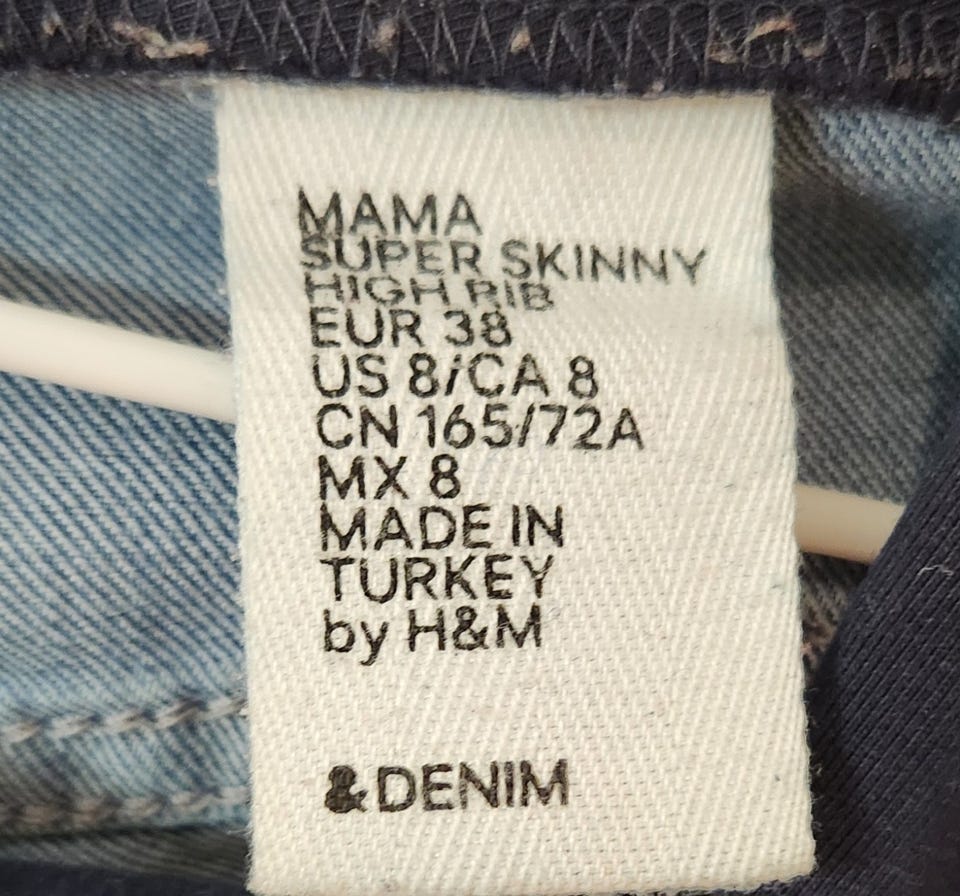 MAMA
SUPER SKINNY
HIGH RIB
EUR 38
US 8/CA 8
CN 165/72A
MX 8
MADE IN
TURKEY
by H&M
&DENIM